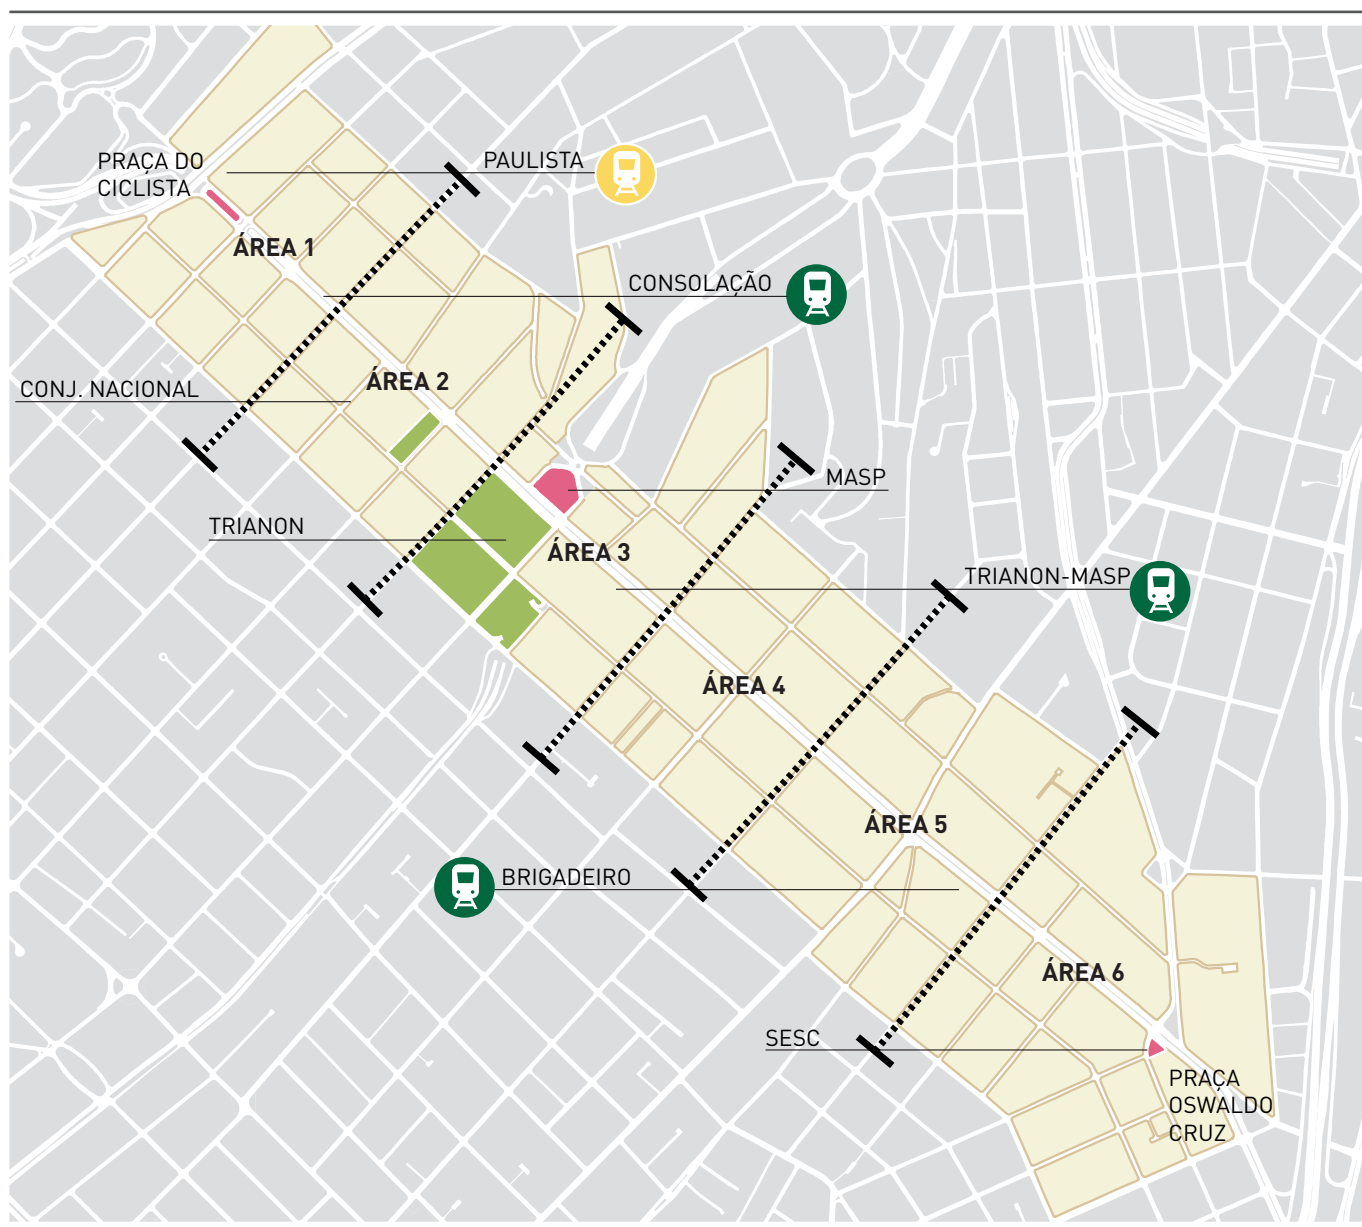 PRAÇA DO
CICLISTA
PAULISTA
ÁREA 1
CONSOLAÇÃO
ÁREA 2
CONJ. NACIONAL
MASP
TRIANON
ÁREA 3
TRIANON-MASP
ÁREA 4
ÁREA 5
BRIGADEIRO
ÁREA 6
SESC
PRAÇA
OSWALDO
CRUZ